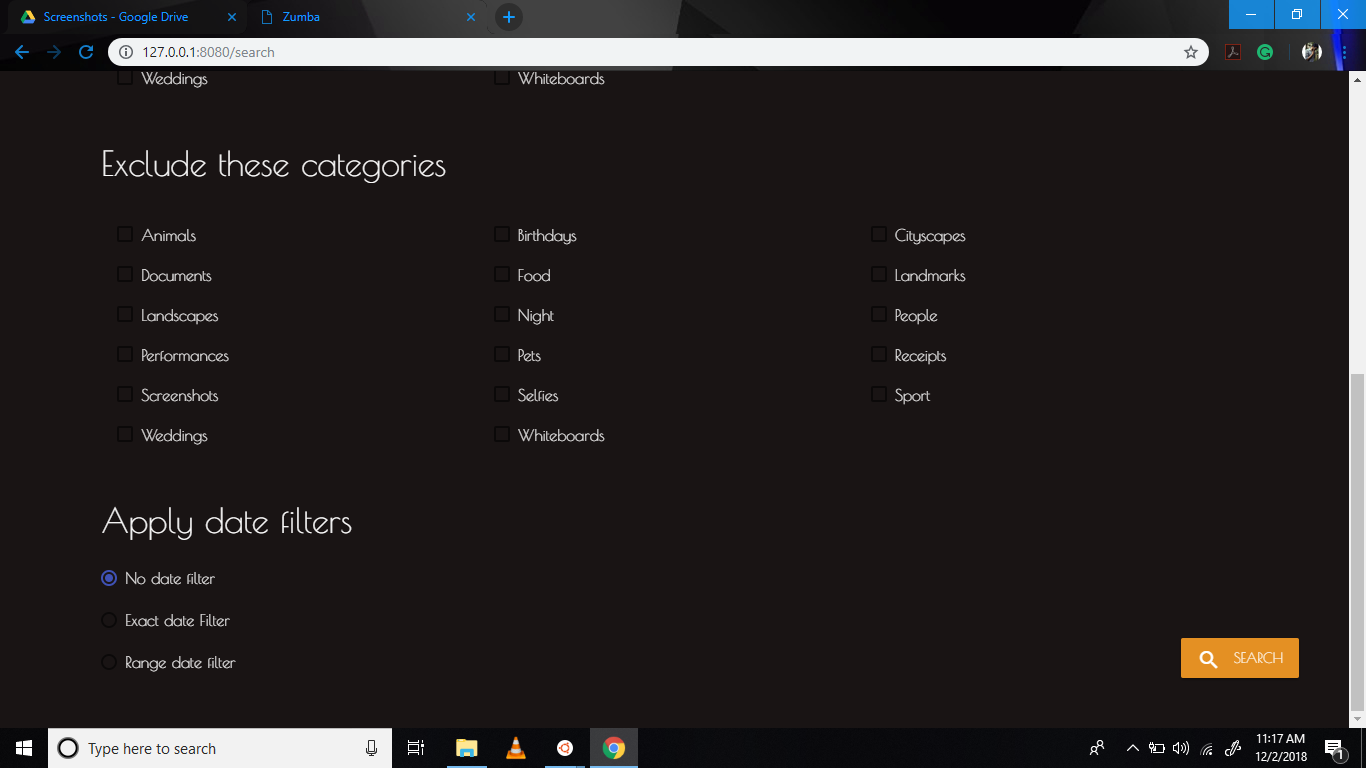 Screenshots - Google Drive
Zumba
127.0.0.1:8080/search
Weddings Whiteboards
Exclude these categories
Animals Birthdays Cityscapes
Documents Food Landmarks
Landscapes Night People
Performances Pets Receipts
Screenshots Selfies Sport
Weddings Whiteboards
Apply date filters
No date filter
Exact date Filter
Range date filter
SEARCH
Type here to search
11:17 AM
12/2/2018
1